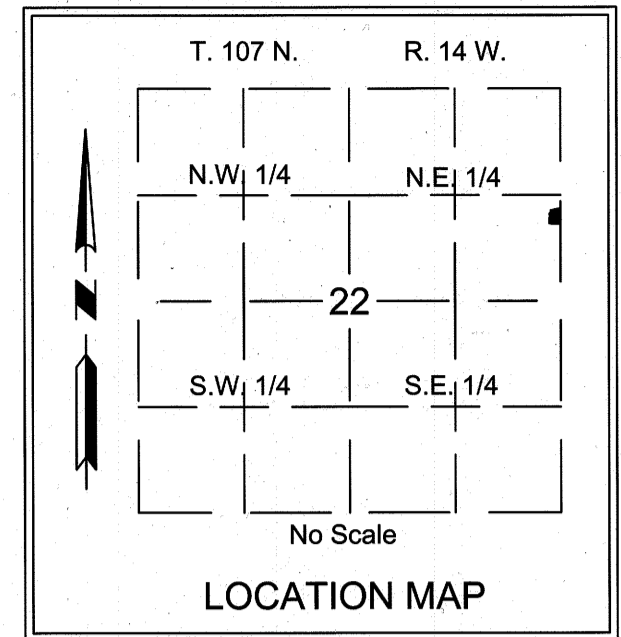 T. 107 N. R. 14 W.
N.W. 1/4 N.E. 1/4
N
22
S.W. 1/4 S.E. 1/4
No Scale
LOCATION MAP